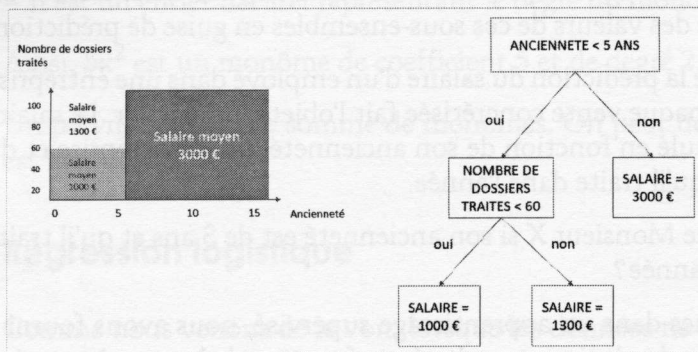 Nombre de dossiers
traités
100
80
60
40
20
Salaire
moyen
1300 €
Salaire
moyen
1000 €
Salaire moyen
3000 €
0 5 10 15
Ancienneté
ANCIENNETE < 5 ANS
oui
non
NOMBRE DE
DOSSIERS
TRAITES < 60
SALAIRE =
3000 €
oui
non
SALAIRE =
1000 €
SALAIRE =
1300 €